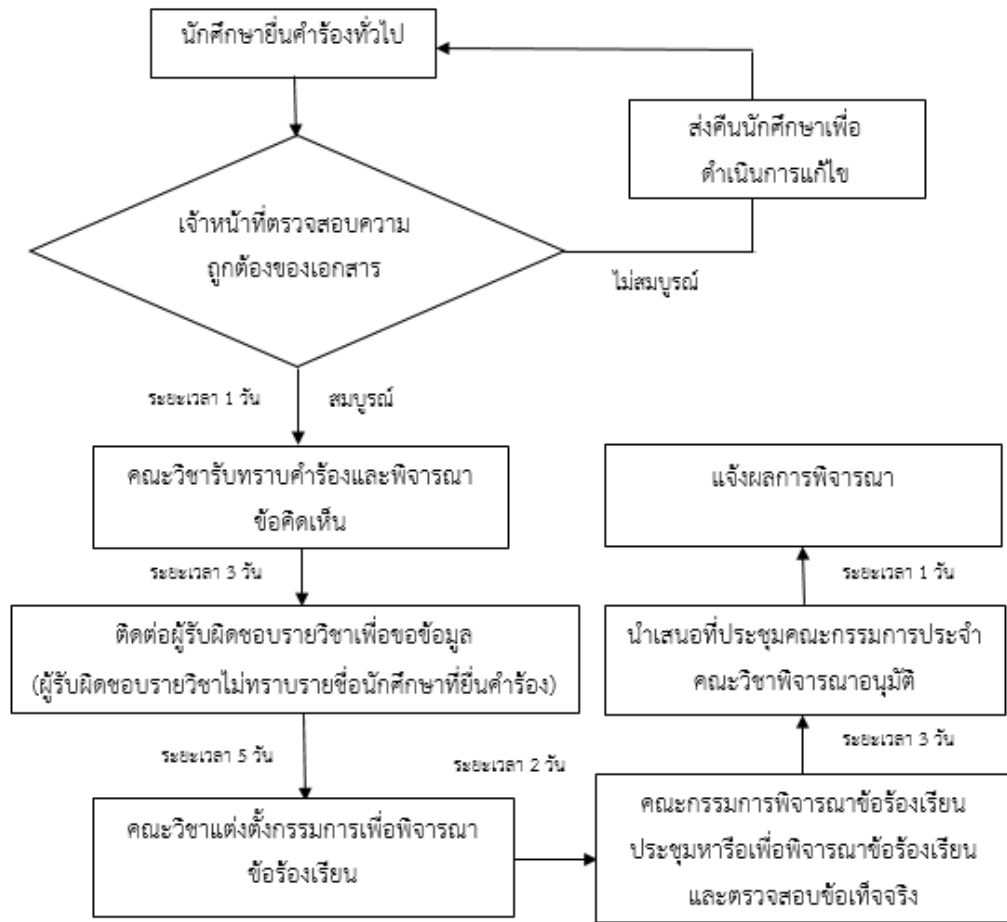 นักศึกษายื่นคำร้องทั่วไป
ส่งคืนนักศึกษาเพื่อ
ดำเนินการแก้ไข
เจ้าหน้าที่ตรวจสอบความ
ถูกต้องของเอกสาร
ไม่สมบูรณ์
ระยะเวลา 1 วัน
สมบูรณ์
คณะวิชารับทราบคำร้องและพิจารณา
ข้อคิดเห็น
ระยะเวลา 3 วัน
ติดต่อผู้รับผิดชอบรายวิชาเพื่อขอข้อมูล
(ผู้รับผิดชอบรายวิชาไม่ทราบรายชื่อนักศึกษาที่ยื่นคำร้อง)
ระยะเวลา 5 วัน
คณะวิชาแต่งตั้งกรรมการเพื่อพิจารณา
ข้อร้องเรียน
ระยะเวลา 2 วัน
คณะกรรมการพิจารณาข้อร้องเรียน
ประชุมหารือเพื่อพิจารณาข้อร้องเรียน
และตรวจสอบข้อเท็จจริง
ระยะเวลา 3 วัน
นำเสนอที่ประชุมคณะกรรมการประจำ
คณะวิชาพิจารณาอนุมัติ
ระยะเวลา 1 วัน
แจ้งผลการพิจารณา